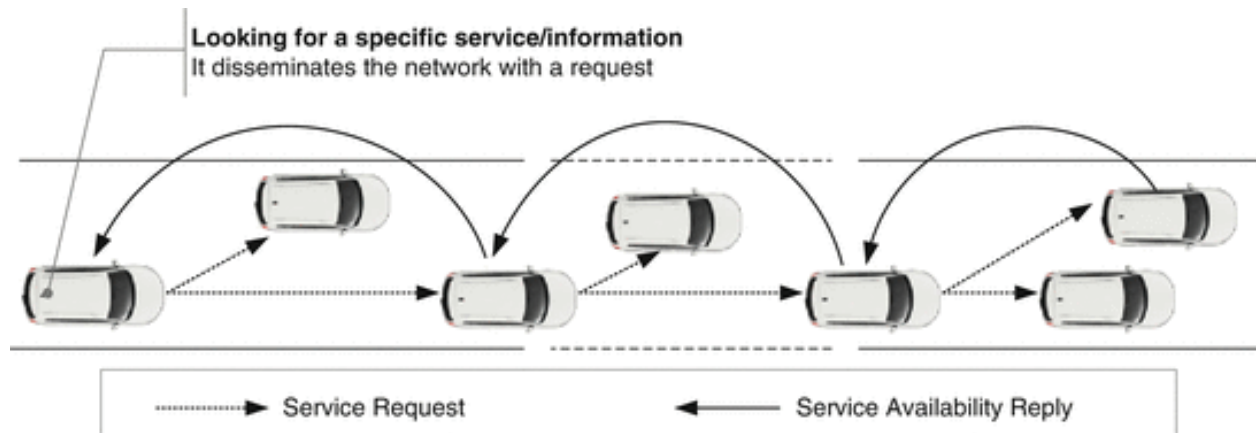 Looking for a specific service/information
It disseminates the network with a request
Service Request
Service Availability Reply